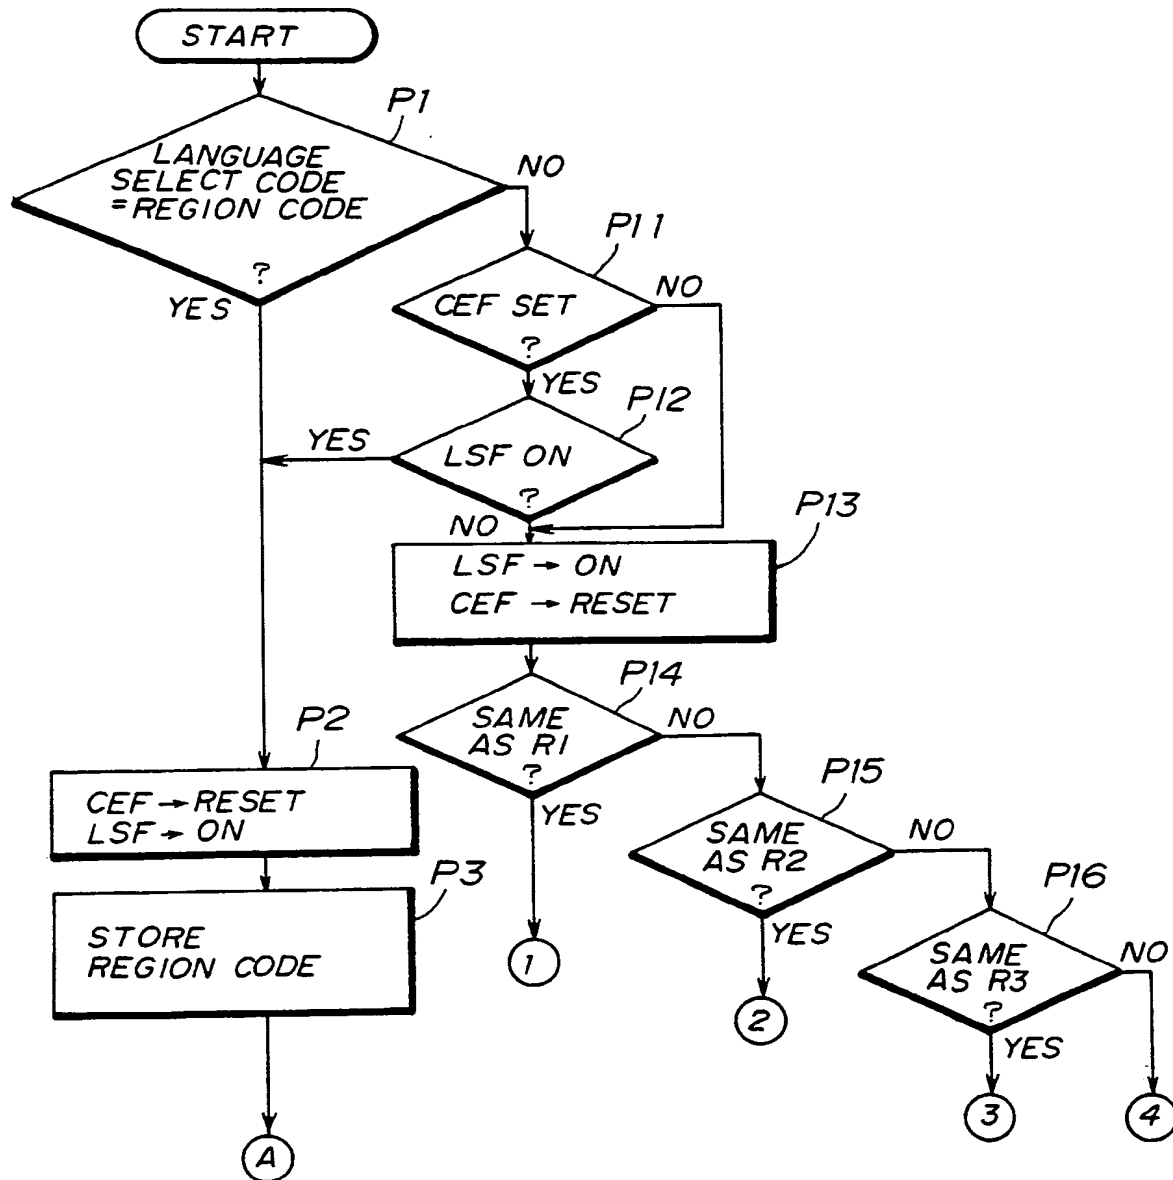 START
P1
LANGUAGE
SELECT CODE
=REGION CODE
?
NO
YES
P11
CEF SET
?
NO
YES
P12
LSF ON
?
YES
NO
P13
LSF → ON
CEF → RESET
P14
SAME
AS R1
?
NO
YES
P2
CEF → RESET
LSF → ON
P15
SAME
AS R2
?
NO
YES
P3
STORE
REGION CODE
P16
SAME
AS R3
?
NO
YES
1
2
3
4
A